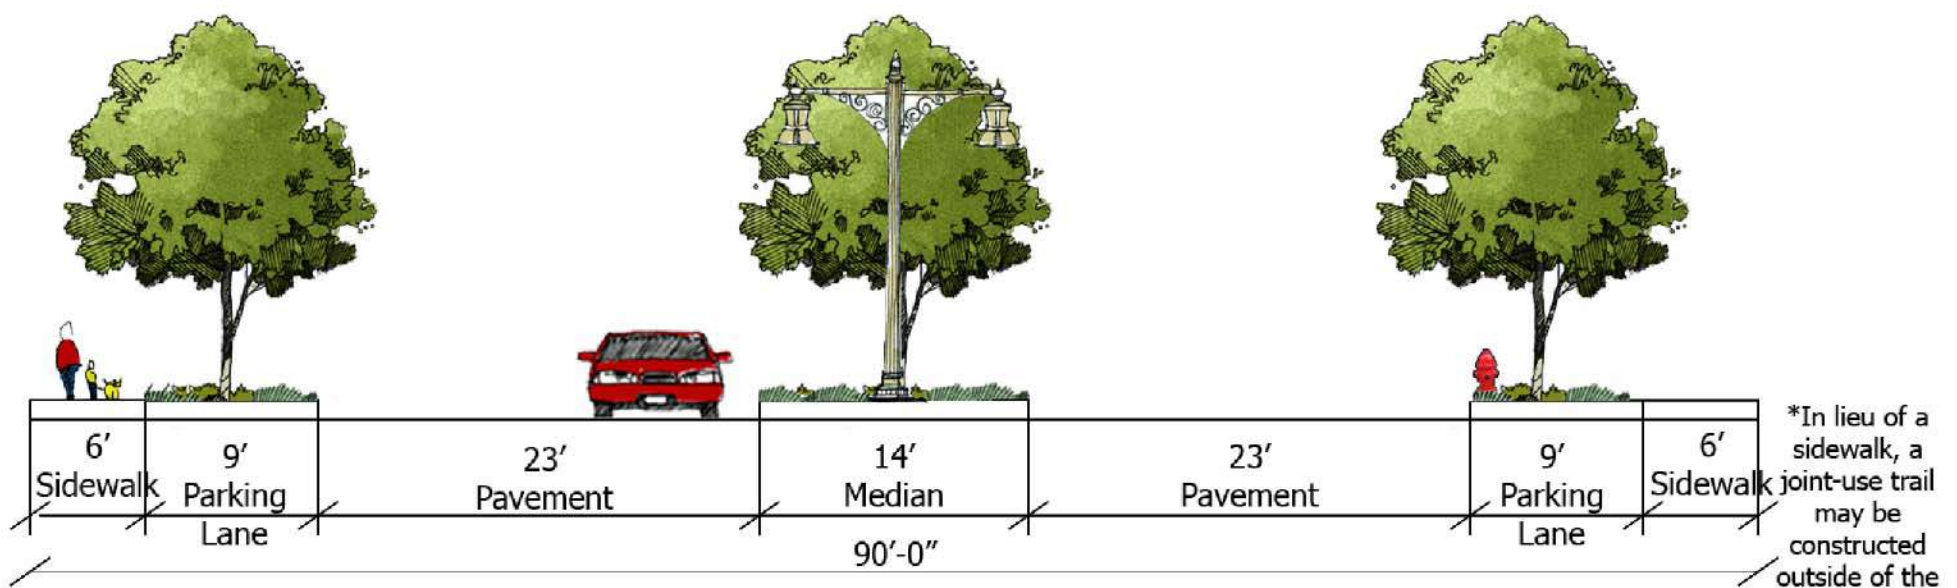 6′
Sidewalk
9′
Parking
Lane
23′
Pavement
14′
Median
23′
Pavement
9′
Parking
Lane
6′
Sidewalk
90′-0″
*In lieu of a
sidewalk, a
joint-use trail
may be
constructed
outside of the